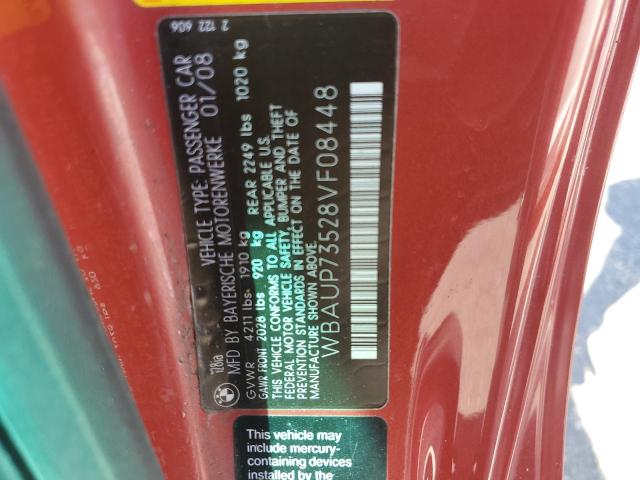 VEHICLE TYPE: PASSENGER CAR
MFD BY BAYERISCHE MOTORENWERKE 01/08
GVWR 4211 lbs- 1910 kg
GAWR FRONT 2028 lbs 920 kg REAR 2249 lbs 1020 kg
THIS VEHICLE CONFORMS TO ALL APPLICABLE U.S.
FEDERAL MOTOR VEHICLE SAFETY, BUMPER AND THEFT
PREVENTION STANDARDS IN EFFECT ON THE DATE OF
MANUFACTURE SHOWN ABOVE.
WBAUP73528VF08448
2 122 606
128ia
BMW
This vehicle may
include mercury-
containing devices
installed by the